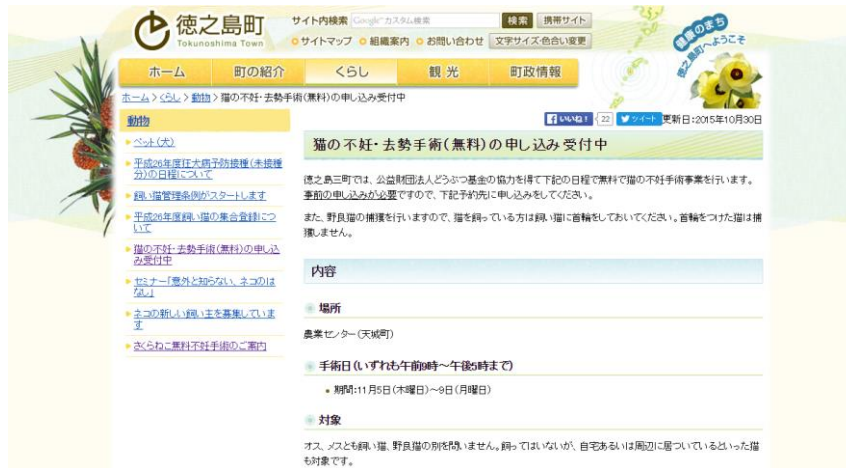 徳之島町
Tokunoshima Town
サイト内検索 Google カスタム検索 検索 携帯サイト
サイトマップ 組織案内 お問い合わせ 文字サイズ・色合い変更
健康のまち
徳之島町へようこそ
ホーム 町の紹介 くらし 観光 町政情報
ホーム > くらし > 動物 > 猫の不妊・去勢手術(無料)の申し込み受付中
動物
ペット(犬)
平成26年度狂犬病予防接種(未接種
分)の日程について
飼い猫管理条例がスタートします
平成26年度飼い猫の集合登録につ
いて
猫の不妊・去勢手術(無料)の申し込
み受付中
セミナー「意外と知らない、ネコのは
なし」
ネコの新しい飼い主を募集していま
す
さくらねこ無料不妊手術のご案内
いいね! 22 ツイート 更新日:2015年10月30日
猫の不妊・去勢手術(無料)の申し込み受付中
徳之島三町では、公益財団法人どうぶつ基金の協力を得て下記の日程で無料で猫の不妊手術事業を行います。
事前の申し込みが必要ですので、下記予約先に申し込みをしてください。
また、野良猫の捕獲を行いますので、猫を飼っている方は飼い猫に首輪をしておいてください。首輪をつけた猫は捕
獲しません。
内容
場所
農業センター(天城町)
手術日(いずれも午前9時～午後5時まで)
期間:11月5日(木曜日)～9日(月曜日)
対象
オス、メスとも飼い猫、野良猫の別を問いません。飼ってはいないが、自宅あるいは周辺に居ついているといった猫
も対象です。